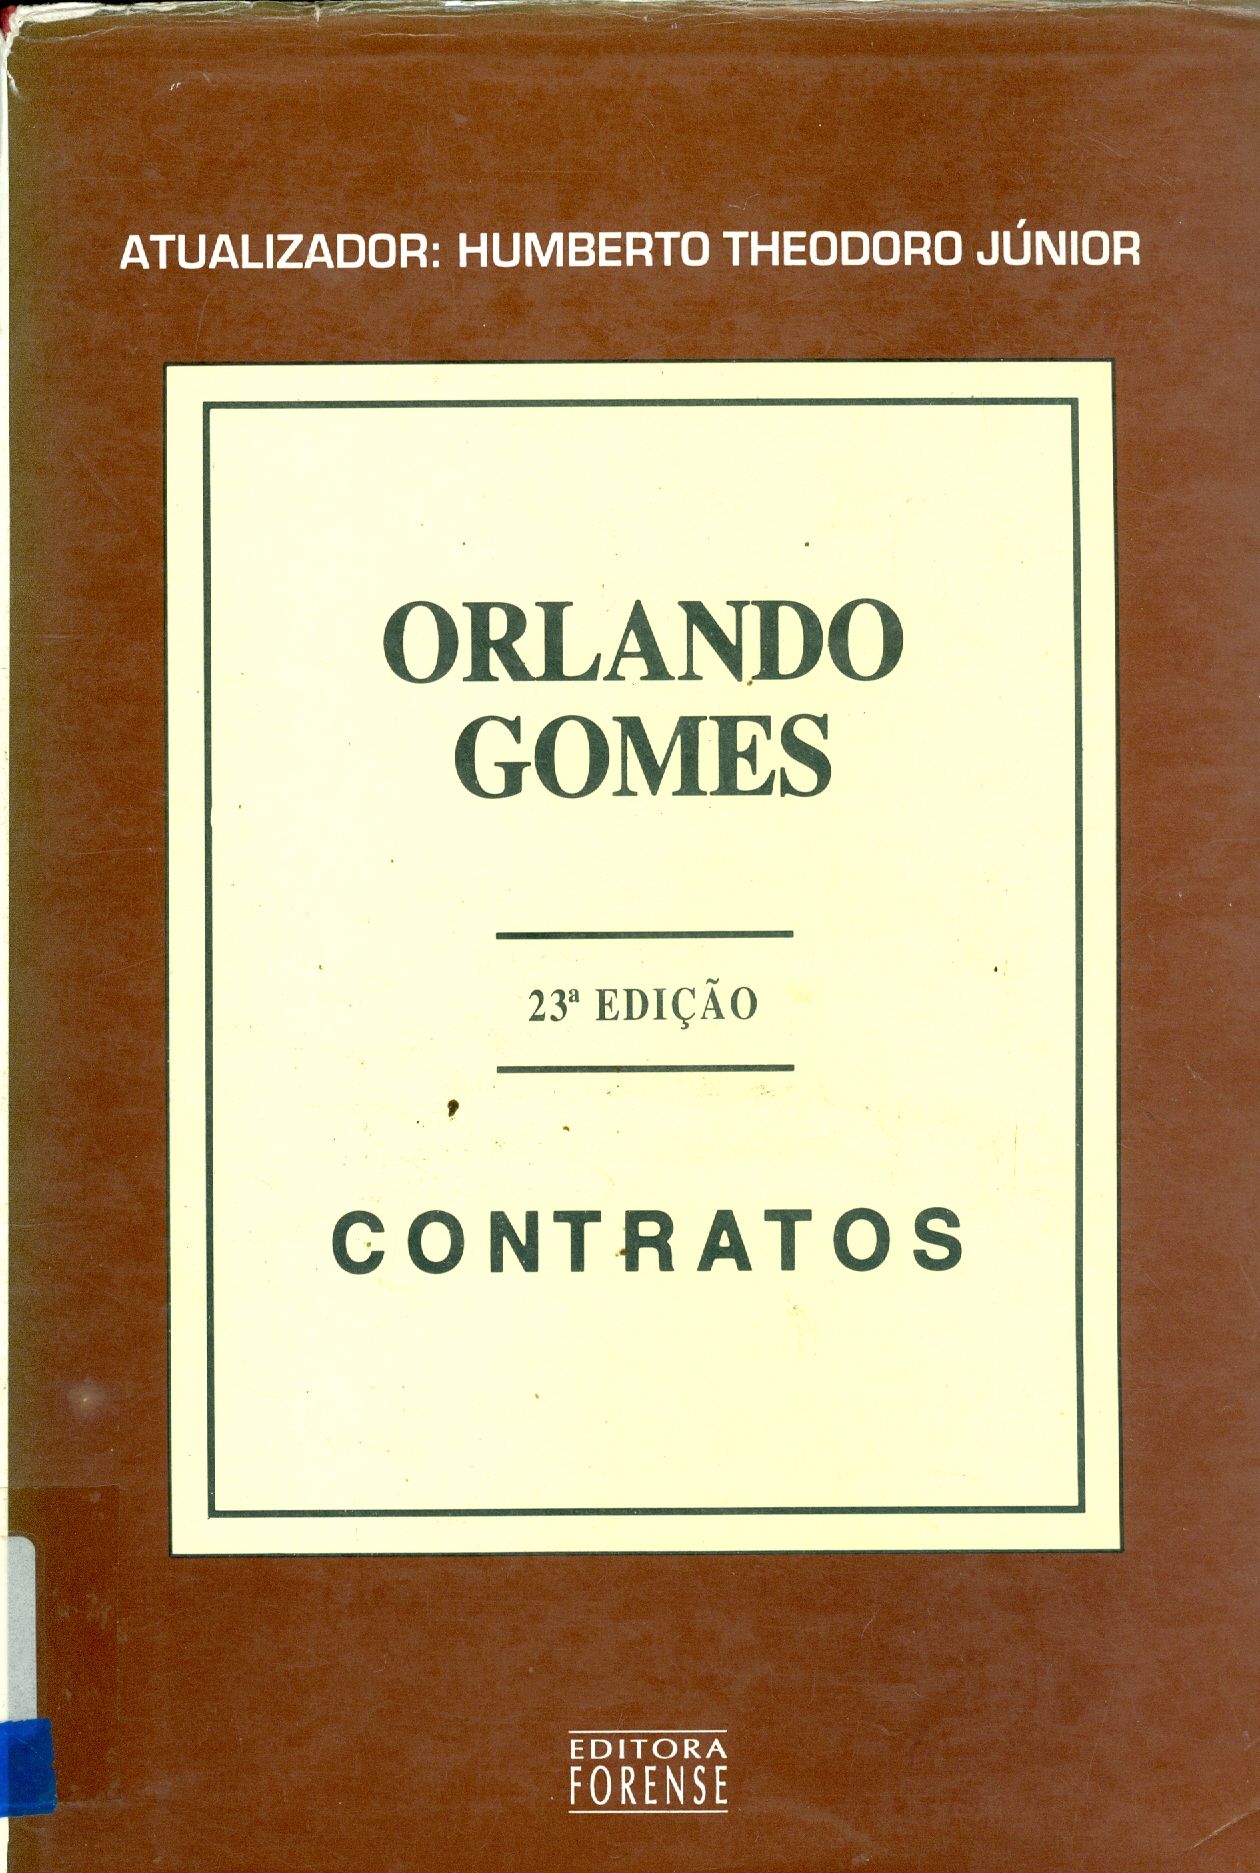 ATUALIZADOR: HUMBERTO THEODORO JÚNIOR
ORLANDO
GOMES
23ª EDIÇÃO
CONTRATOS
EDITORA
FORENSE